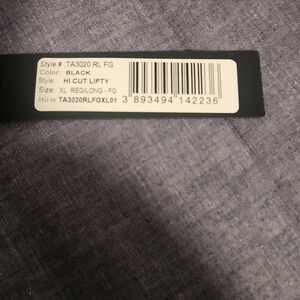 Style # :TA3020 RL FG
Color: BLACK
Style : HI CUT LIFTY
Size: XL REG/LONG - FG
SKU no: TA3020RLFGXL01
3 893494 142236